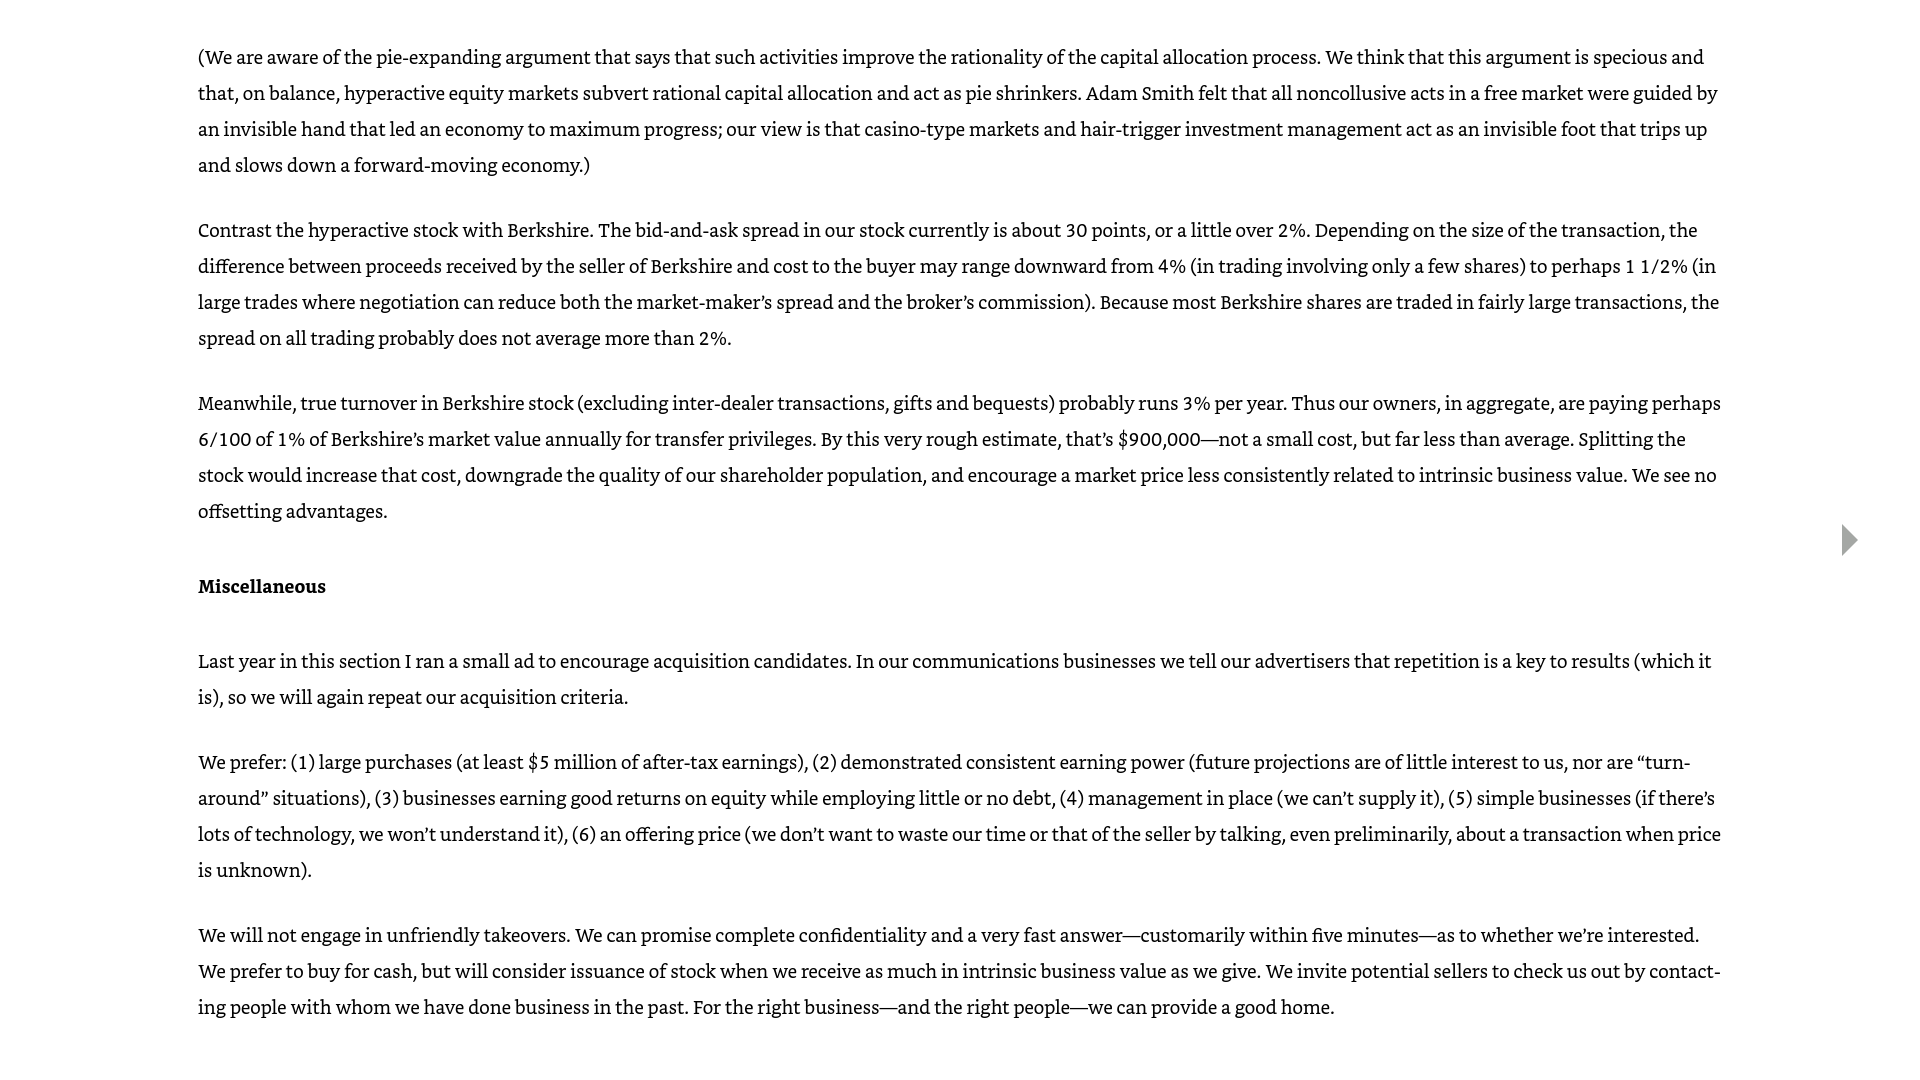 (We are aware of the pie-expanding argument that says that such activities improve the rationality of the capital allocation process. We think that this argument is specious and
that, on balance, hyperactive equity markets subvert rational capital allocation and act as pie shrinkers. Adam Smith felt that all noncollusive acts in a free market were guided by
an invisible hand that led an economy to maximum progress; our view is that casino-type markets and hair-trigger investment management act as an invisible foot that trips up
and slows down a forward-moving economy.)
Contrast the hyperactive stock with Berkshire. The bid-and-ask spread in our stock currently is about 30 points, or a little over 2%. Depending on the size of the transaction, the
difference between proceeds received by the seller of Berkshire and cost to the buyer may range downward from 4% (in trading involving only a few shares) to perhaps 1 1/2% (in
large trades where negotiation can reduce both the market-maker’s spread and the broker’s commission). Because most Berkshire shares are traded in fairly large transactions, the
spread on all trading probably does not average more than 2%.
Meanwhile, true turnover in Berkshire stock (excluding inter-dealer transactions, gifts and bequests) probably runs 3% per year. Thus our owners, in aggregate, are paying perhaps
6/100 of 1% of Berkshire’s market value annually for transfer privileges. By this very rough estimate, that’s $900,000—not a small cost, but far less than average. Splitting the
stock would increase that cost, downgrade the quality of our shareholder population, and encourage a market price less consistently related to intrinsic business value. We see no
offsetting advantages.
Miscellaneous
Last year in this section I ran a small ad to encourage acquisition candidates. In our communications businesses we tell our advertisers that repetition is a key to results (which it
is), so we will again repeat our acquisition criteria.
We prefer: (1) large purchases (at least $5 million of after-tax earnings), (2) demonstrated consistent earning power (future projections are of little interest to us, nor are “turn-
around” situations), (3) businesses earning good returns on equity while employing little or no debt, (4) management in place (we can’t supply it), (5) simple businesses (if there’s
lots of technology, we won’t understand it), (6) an offering price (we don’t want to waste our time or that of the seller by talking, even preliminarily, about a transaction when price
is unknown).
We will not engage in unfriendly takeovers. We can promise complete confidentiality and a very fast answer—customarily within five minutes—as to whether we’re interested.
We prefer to buy for cash, but will consider issuance of stock when we receive as much in intrinsic business value as we give. We invite potential sellers to check us out by contact-
ing people with whom we have done business in the past. For the right business—and the right people—we can provide a good home.